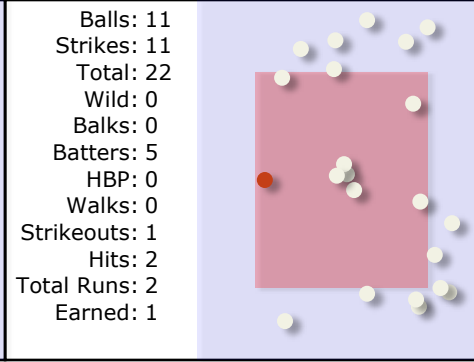 Balls: 11
Strikes: 11
Total: 22
Wild: 0
Balks: 0
Batters: 5
HBP: 0
Walks: 0
Strikeouts: 1
Hits: 2
Total Runs: 2
Earned: 1